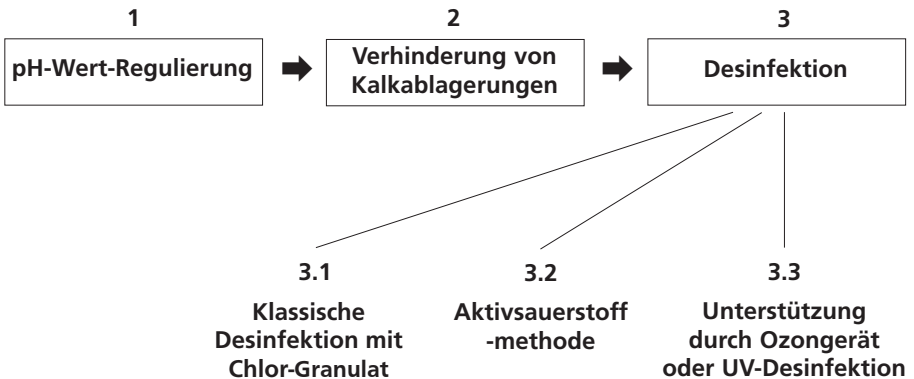 1
pH-Wert-Regulierung
2
Verhinderung von
Kalkablagerungen
3
Desinfektion
3.1
Klassische
Desinfektion mit
Chlor-Granulat
3.2
Aktivsauerstoff
-methode
3.3
Unterstützung
durch Ozongerät
oder UV-Desinfektion